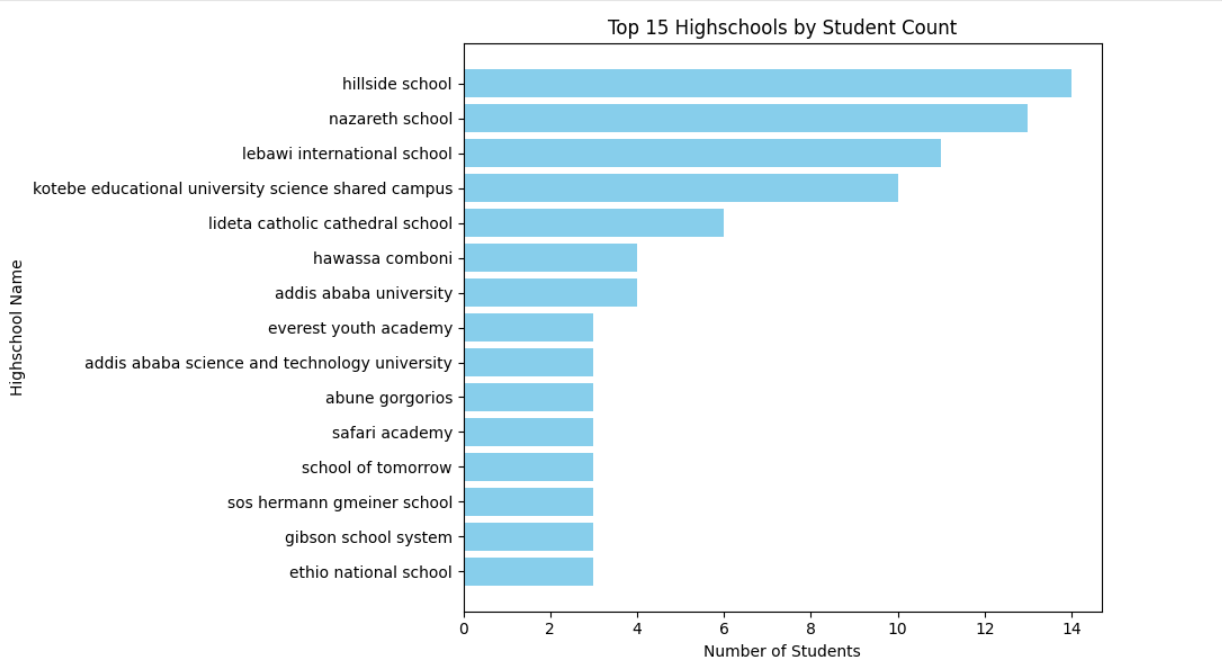 Top 15 Highschools by Student Count
Highschool Name
hillside school
nazareth school
lebawi international school
kotebe educational university science shared campus
lideta catholic cathedral school
hawassa comboni
addis ababa university
everest youth academy
addis ababa science and technology university
abune gorgorios
safari academy
school of tomorrow
sos hermann gmeiner school
gibson school system
ethio national school
0 2 4 6 8 10 12 14
Number of Students